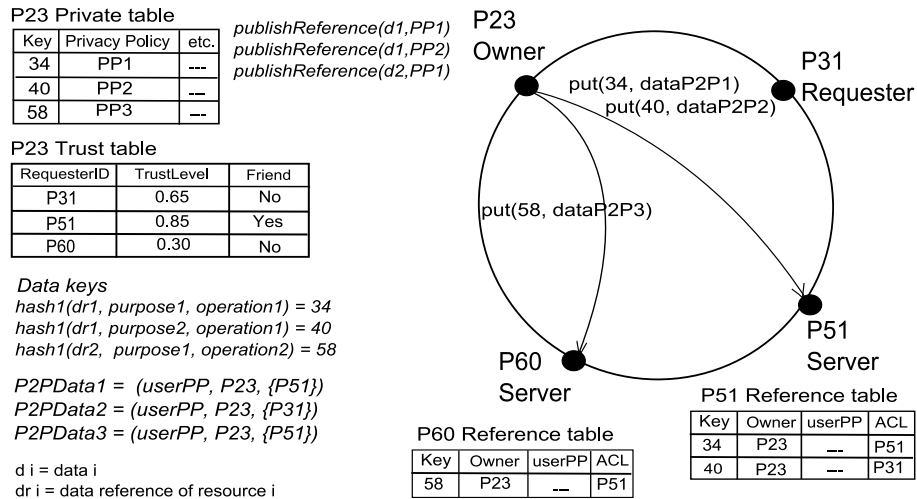 P23 Private table
Key Privacy Policy etc.
34 PP1 ---
40 PP2 ---
58 PP3 ---
publishReference(d1,PP1)
publishReference(d1,PP2)
publishReference(d2,PP1)
P23 Trust table
RequesterID TrustLevel Friend
P31 0.65 No
P51 0.85 Yes
P60 0.30 No
Data keys
hash1(dr1, purpose1, operation1) = 34
hash1(dr1, purpose2, operation1) = 40
hash1(dr2, purpose1, operation2) = 58
P2PData1 = (userPP, P23, {P51})
P2PData2 = (userPP, P23, {P31})
P2PData3 = (userPP, P23, {P51})
d i = data i
dr i = data reference of resource i
P23
Owner
P31
Requester
put(34, dataP2P1)
put(40, dataP2P2)
put(58, dataP2P3)
P51
Server
P60
Server
P60 Reference table
Key Owner userPP ACL
58 P23 --- P51
P51 Reference table
Key Owner userPP ACL
34 P23 --- P51
40 P23 --- P31